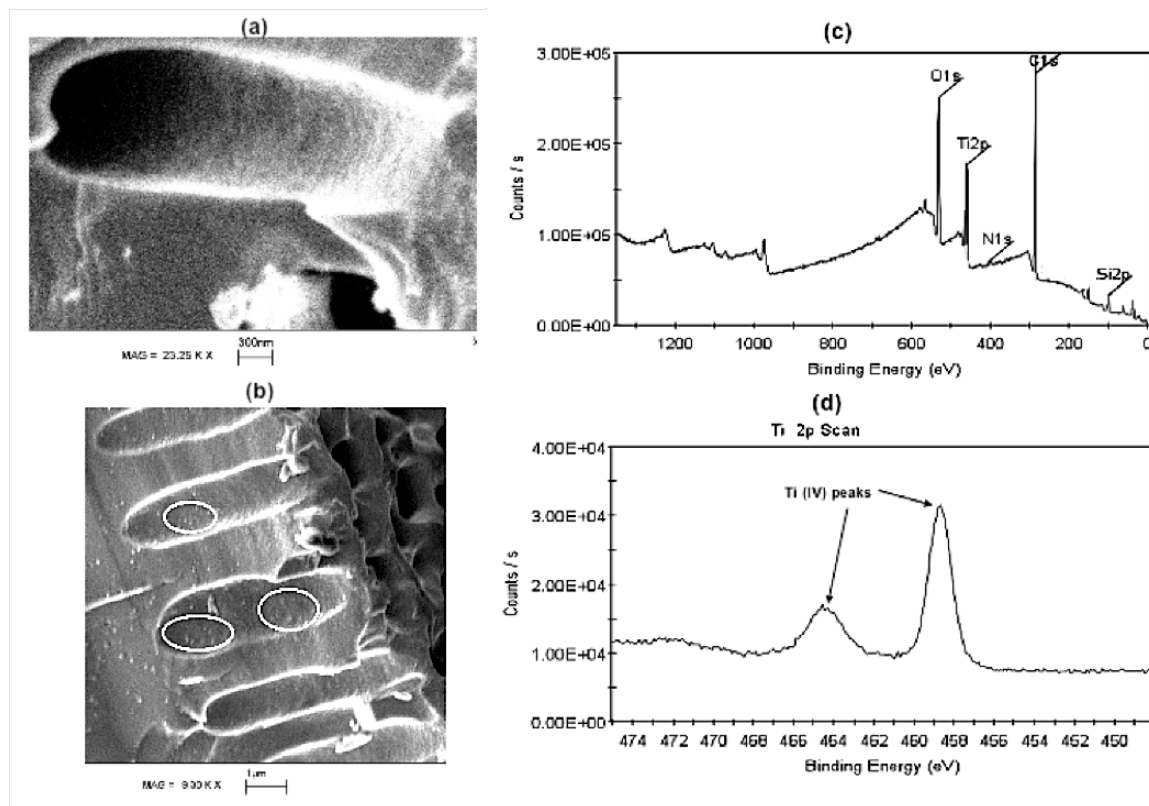 (a)
MAG = 23.25 K X
300nm
(b)
MAG = 9.00 K X
1µm
(c)
3.00E+05
2.00E+05
1.00E+05
0.00E+00
Counts / s
O1s
Ti2p
N1s
C1s
Si2p
1200
1000
800
600
400
200
0
Binding Energy (eV)
(d)
Ti 2p Scan
4.00E+04
3.00E+04
2.00E+04
1.00E+04
0.00E+00
Counts / s
Ti (IV) peaks
474 472 470 468 466 464 462 460 458 456 454 452 450
Binding Energy (eV)